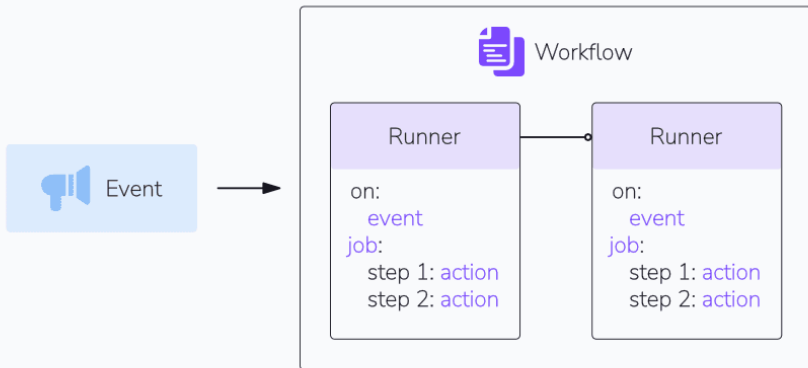 Workflow
Event
Runner
on:
event
job:
step 1: action
step 2: action
Runner
on:
event
job:
step 1: action
step 2: action